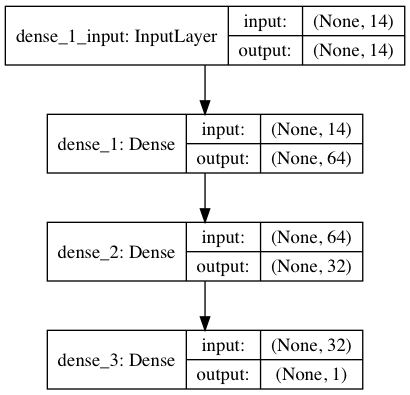 dense_1_input: InputLayer
input: (None, 14)
output: (None, 14)
dense_1: Dense
input: (None, 14)
output: (None, 64)
dense_2: Dense
input: (None, 64)
output: (None, 32)
dense_3: Dense
input: (None, 32)
output: (None, 1)